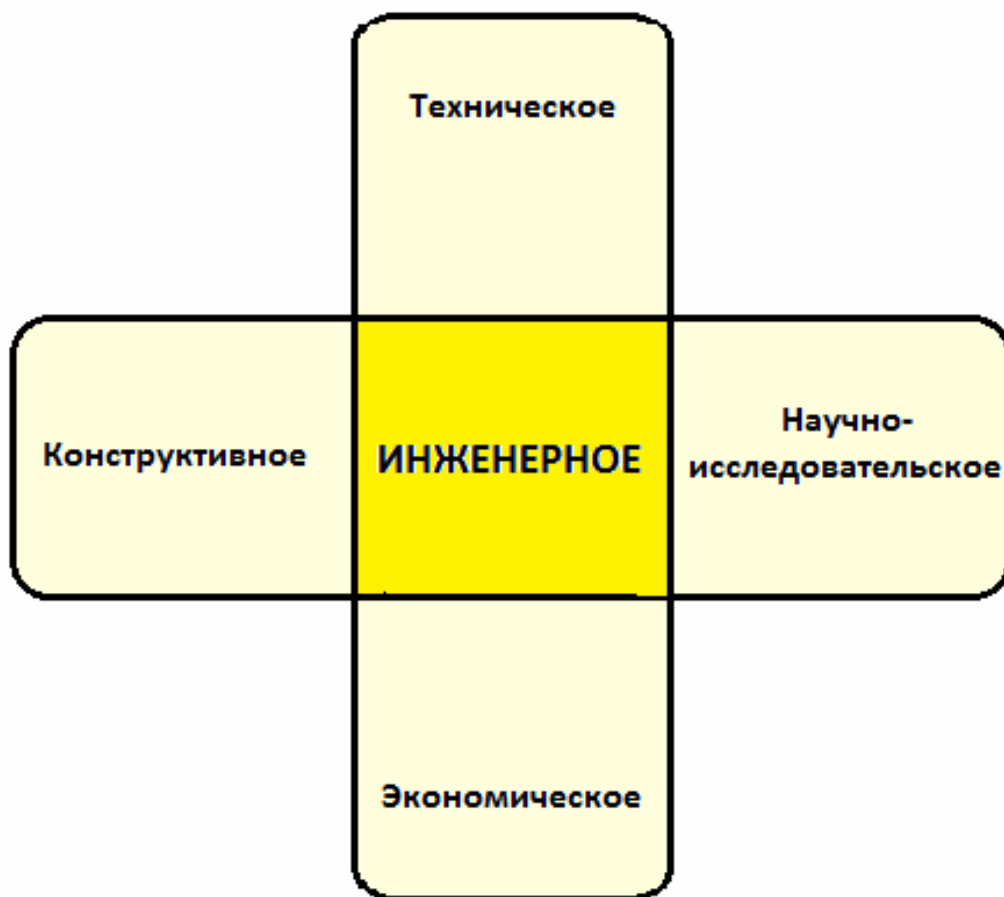 Техническое
Конструктивное
ИНЖЕНЕРНОЕ
Научно-
исследовательское
Экономическое